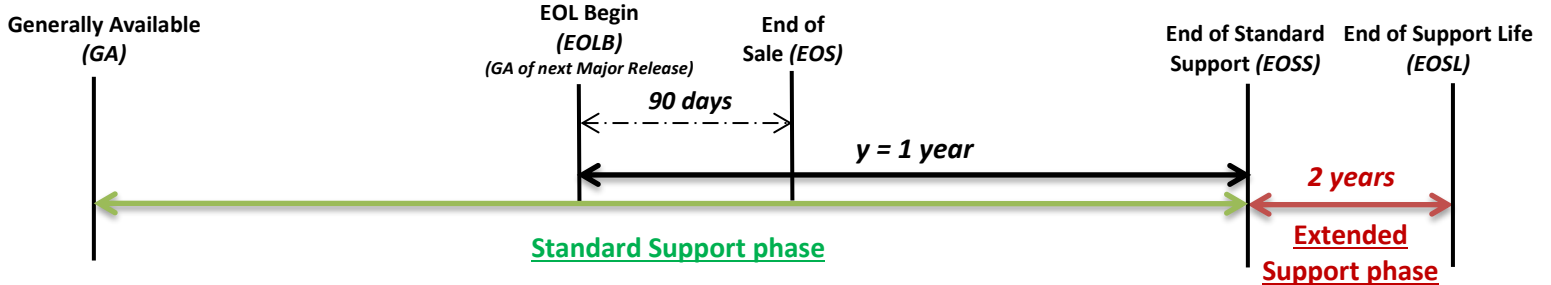 Generally Available
(GA)
EOL Begin
(EOLB)
(GA of next Major Release)
End of
Sale (EOS)
End of Standard
Support (EOSS)
End of Support Life
(EOSL)
90 days
y = 1 year
2 years
Standard Support phase
Extended
Support phase